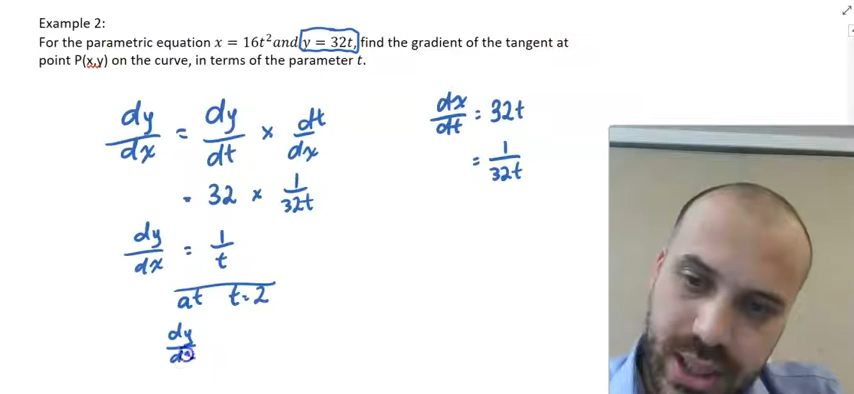 Example 2:
For the parametric equation x = 16t² and y = 32t, find the gradient of the tangent at
point P(x,y) on the curve, in terms of the parameter t.
dy/dx = dy/dt × dt/dx
= 32 × 1/32t
dy/dx = 1/t
at t = 2
dy/dx
dx/dt = 32t
= 1/32t